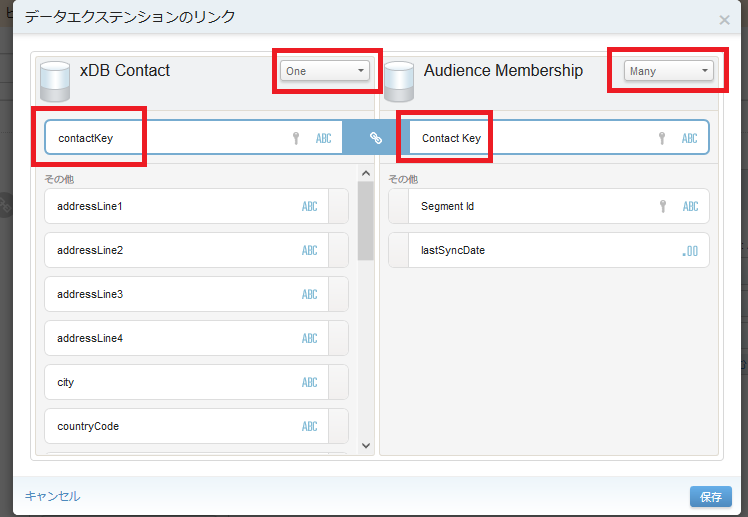 データエクステンションのリンク
xDB Contact
One
Audience Membership
Many
contactKey
ABC
Contact Key
ABC
その他
addressLine1
ABC
addressLine2
ABC
addressLine3
ABC
addressLine4
ABC
city
ABC
countryCode
ABC
その他
Segment Id
ABC
lastSyncDate
.00
キャンセル
保存